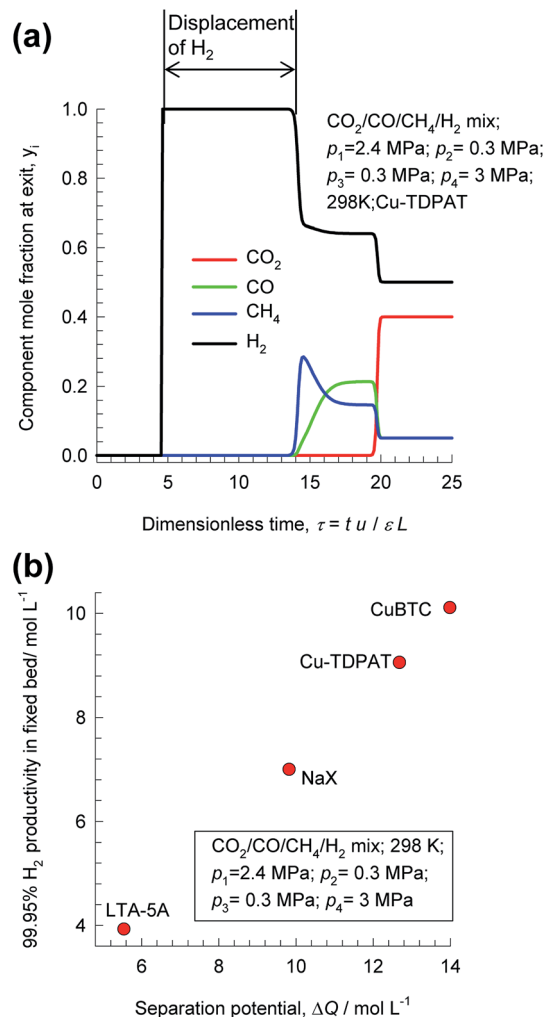 (a)
Displacement
of H₂
1.0
0.8
0.6
0.4
0.2
0.0
Component mole fraction at exit, yᵢ
CO₂/CO/CH₄/H₂ mix;
p₁=2.4 MPa; p₂= 0.3 MPa;
p₃= 0.3 MPa; p₄= 3 MPa;
298K;Cu-TDPAT
CO₂
CO
CH₄
H₂
0 5 10 15 20 25
Dimensionless time, τ = t u / ε L
(b)
10
8
6
4
99.95% H₂ productivity in fixed bed/ mol L⁻¹
CuBTC
Cu-TDPAT
NaX
LTA-5A
CO₂/CO/CH₄/H₂ mix; 298 K;
p₁=2.4 MPa; p₂= 0.3 MPa;
p₃= 0.3 MPa; p₄= 3 MPa
6 8 10 12 14
Separation potential, ΔQ / mol L⁻¹